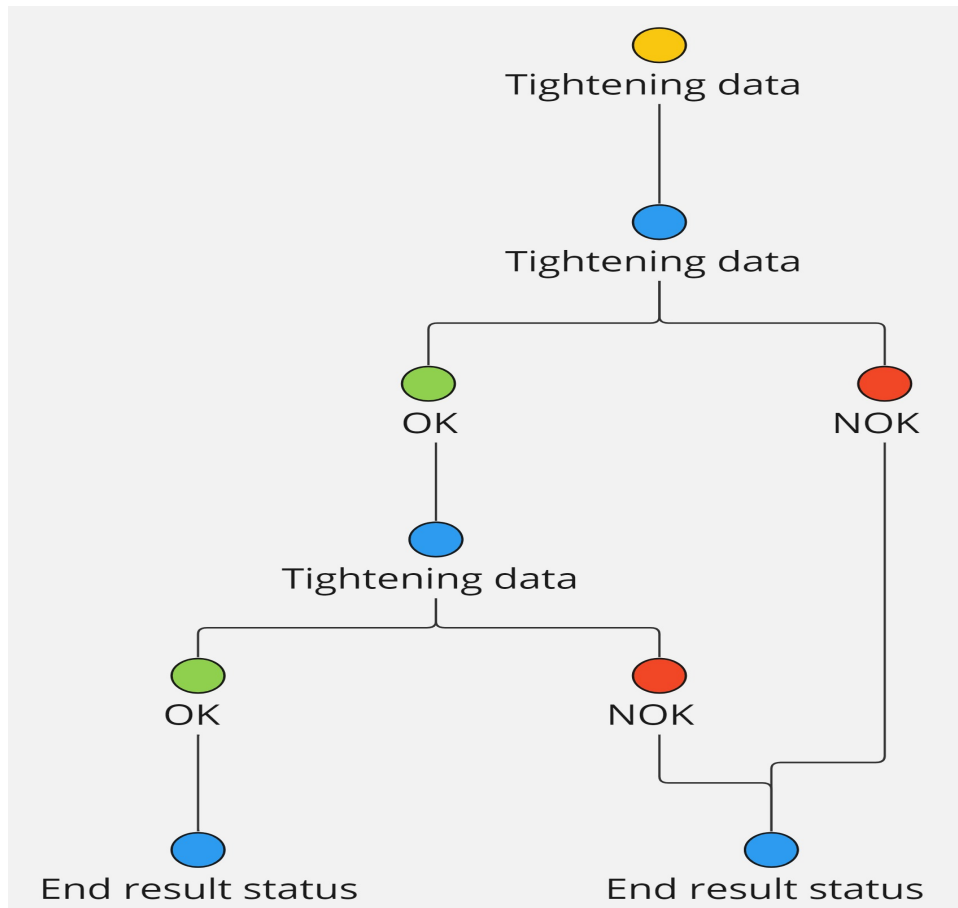 Tightening data
Tightening data
OK
NOK
Tightening data
OK
NOK
End result status
End result status